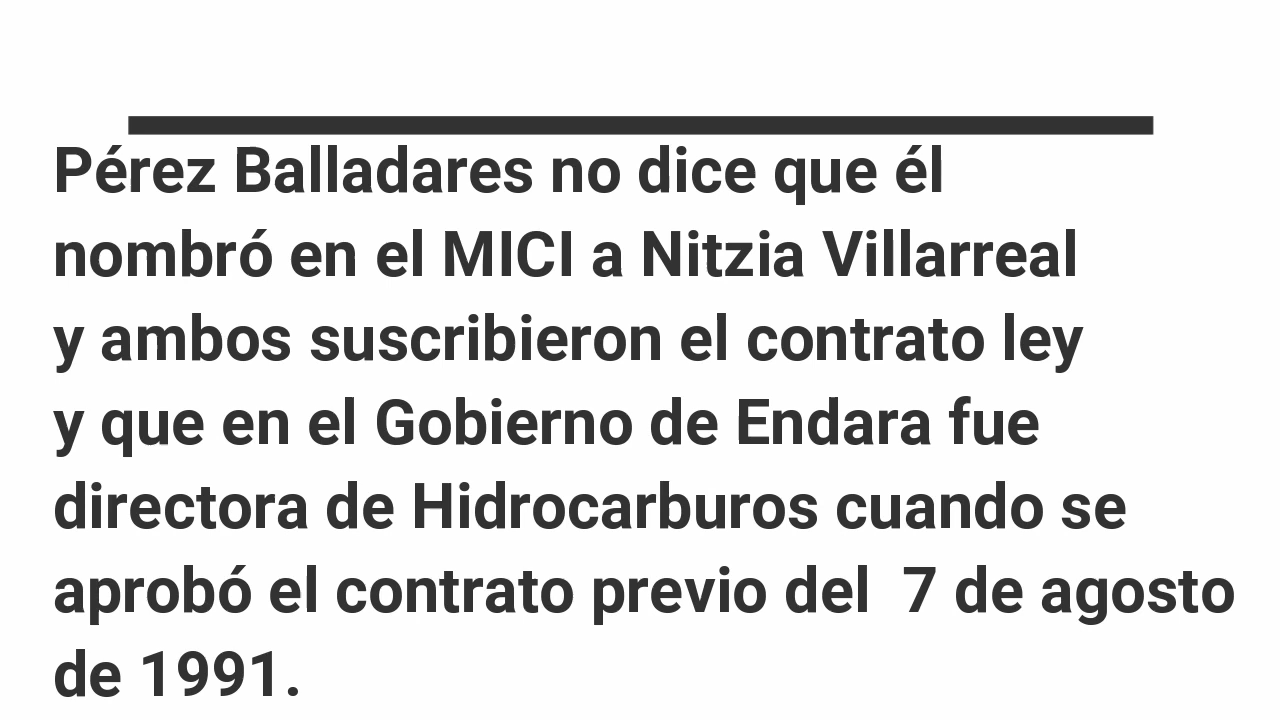 Pérez Balladares no dice que él
nombró en el MICI a Nitzia Villarreal
y ambos suscribieron el contrato ley
y que en el Gobierno de Endara fue
directora de Hidrocarburos cuando se
aprobó el contrato previo del  7 de agosto
de 1991.